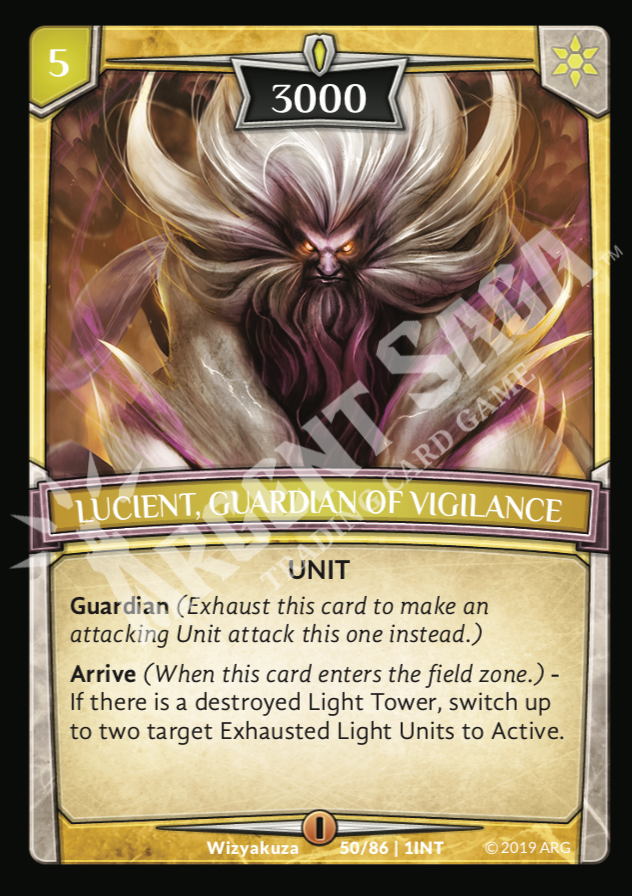 5
3000
LUCIENT, GUARDIAN OF VIGILANCE
UNIT
Guardian (Exhaust this card to make an
attacking Unit attack this one instead.)
Arrive (When this card enters the field zone.) -
If there is a destroyed Light Tower, switch up
to two target Exhausted Light Units to Active.
I
Wizyakuza 50/86 | 1INT © 2019 ARG
ARGENT SAGA™
TRADING CARD GAME